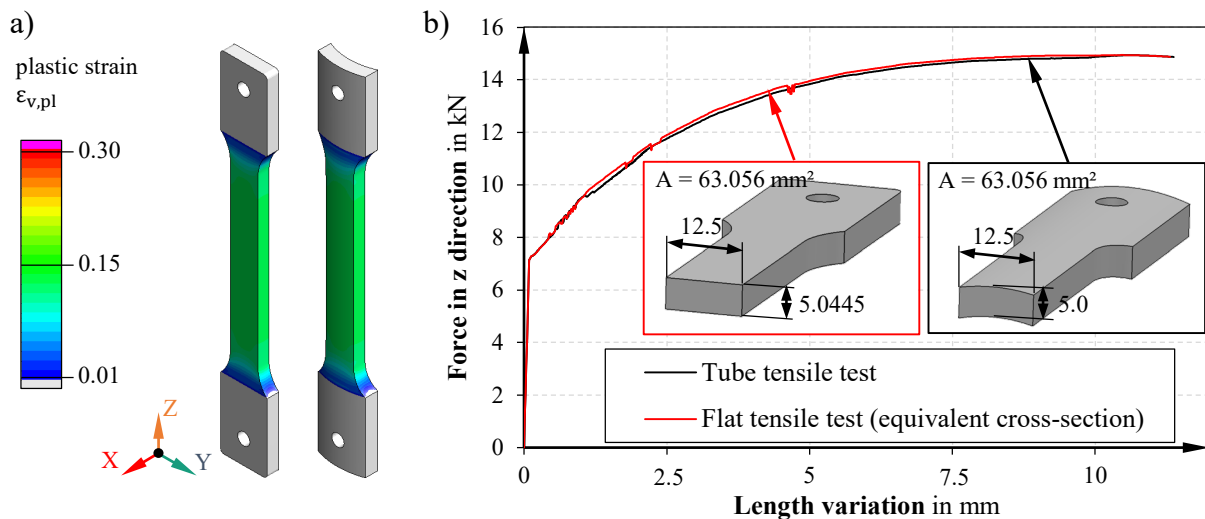 a)
plastic strain
εv,pl
0.30
0.15
0.01
Z
X
Y
b)
Force in z direction in kN
16
14
12
10
8
6
4
2
0
0
2.5
5
7.5
10
Length variation in mm
A = 63.056 mm²
12.5
5.0445
A = 63.056 mm²
12.5
5.0
Tube tensile test
Flat tensile test (equivalent cross-section)